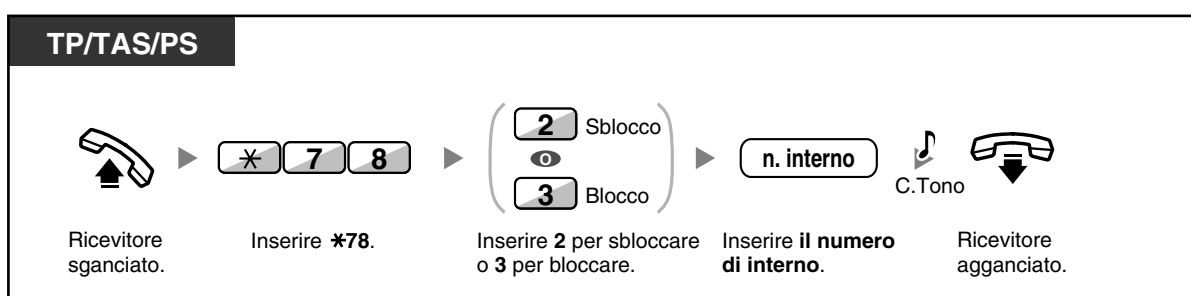 TP/TAS/PS
2 Sblocco
✳ 7 8
o
n. interno
3 Blocco
C.Tono
Ricevitore
sganciato.
Inserire ✳78.
Inserire 2 per sbloccare
o 3 per bloccare.
Inserire il numero
di interno.
Ricevitore
agganciato.